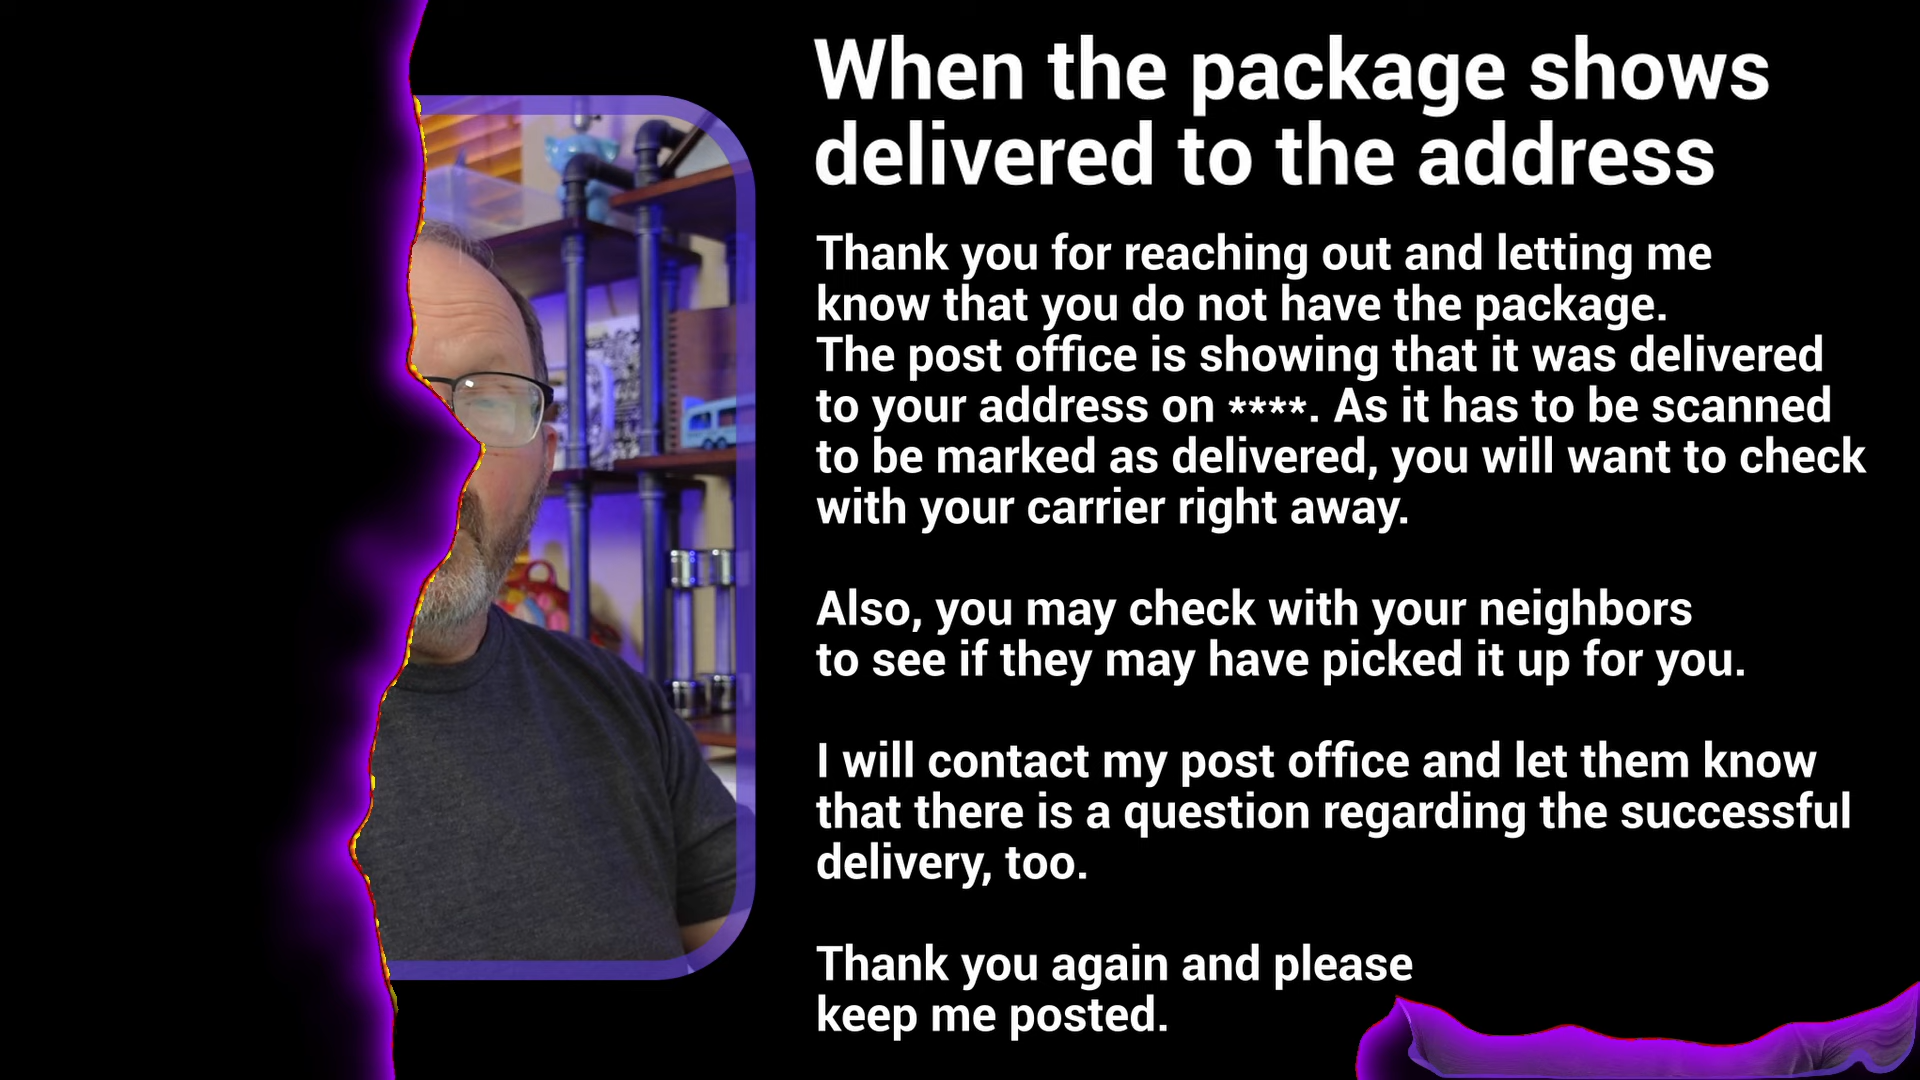 When the package shows
delivered to the address
Thank you for reaching out and letting me
know that you do not have the package.
The post office is showing that it was delivered
to your address on ****. As it has to be scanned
to be marked as delivered, you will want to check
with your carrier right away.
Also, you may check with your neighbors
to see if they may have picked it up for you.
I will contact my post office and let them know
that there is a question regarding the successful
delivery, too.
Thank you again and please
keep me posted.